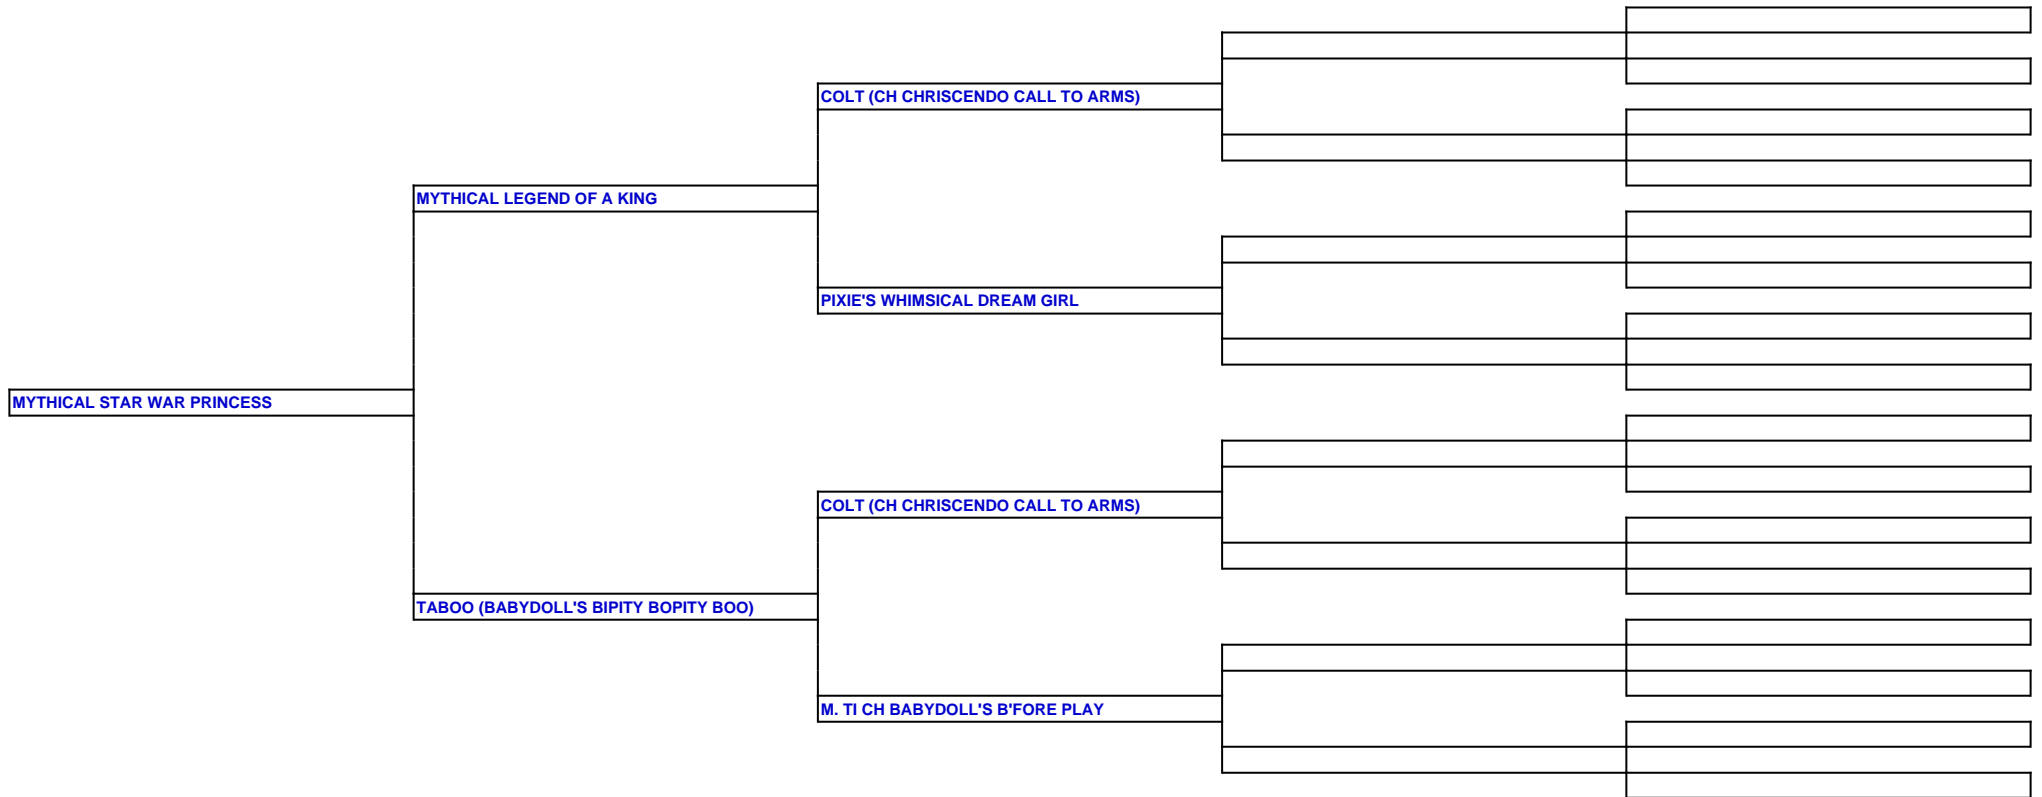 COLT (CH CHRISCENDO CALL TO ARMS)
MYTHICAL LEGEND OF A KING
PIXIE'S WHIMSICAL DREAM GIRL
MYTHICAL STAR WAR PRINCESS
COLT (CH CHRISCENDO CALL TO ARMS)
TABOO (BABYDOLL'S BIPITY BOPITY BOO)
M. TI CH BABYDOLL'S B'FORE PLAY